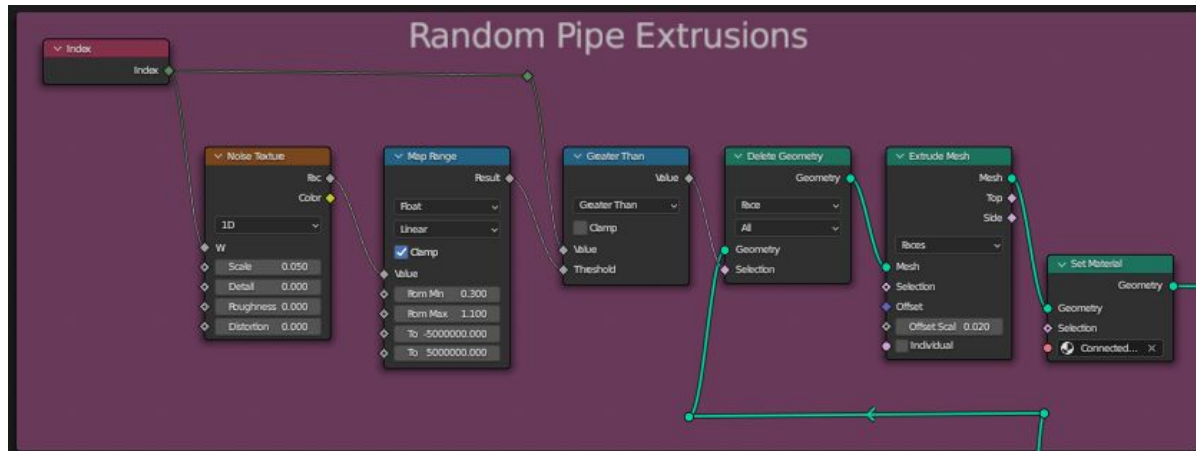 Random Pipe Extrusions
Index
Index
Noise Texture
Fac
Color
1D
W
Scale 0.050
Detail 0.000
Roughness 0.000
Distortion 0.000
Map Range
Result
Float
Linear
Clamp
Value
From Min 0.300
From Max 1.100
To -5000000.000
To 5000000.000
Greater Than
Value
Greater Than
Clamp
Value
Threshold
Delete Geometry
Geometry
Face
All
Geometry
Selection
Extrude Mesh
Mesh
Top
Side
Faces
Mesh
Selection
Offset
Offset Scal 0.020
Individual
Set Material
Geometry
Geometry
Selection
Connected...